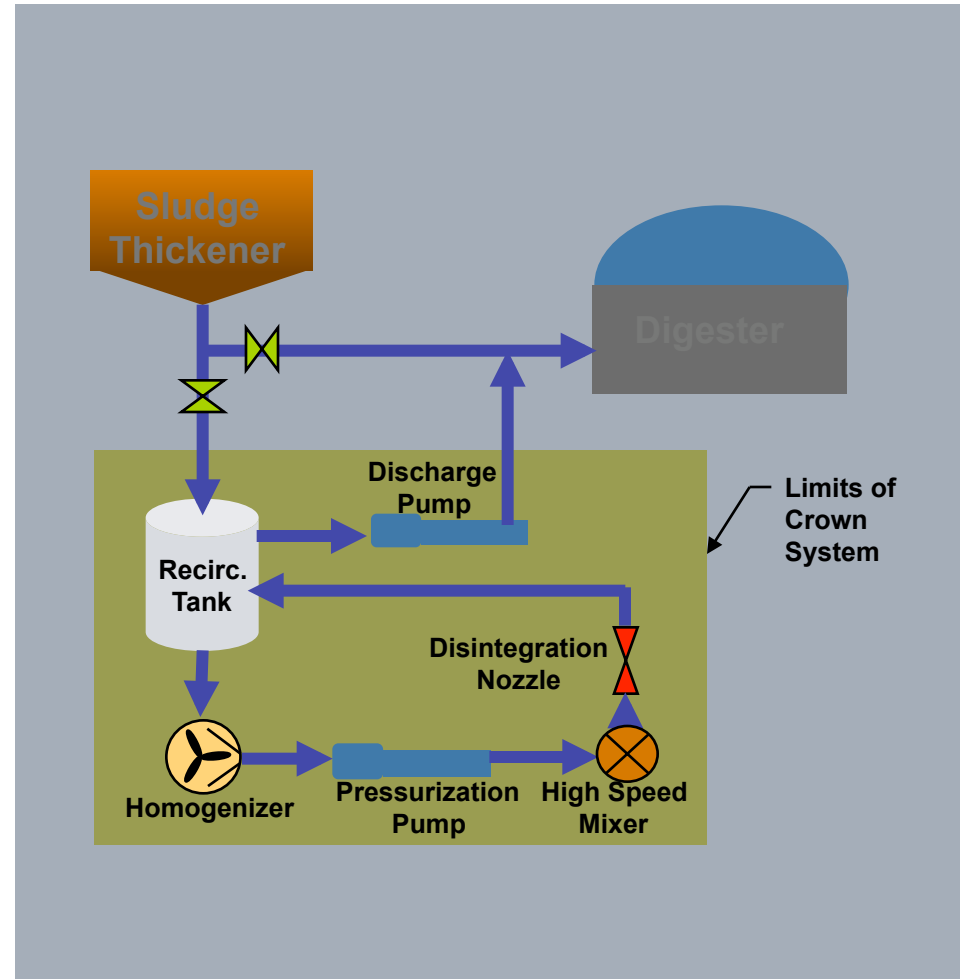 Sludge
Thickener
Digester
Discharge
Pump
Limits of
Crown
System
Recirc.
Tank
Disintegration
Nozzle
Homogenizer
Pressurization
Pump
High Speed
Mixer